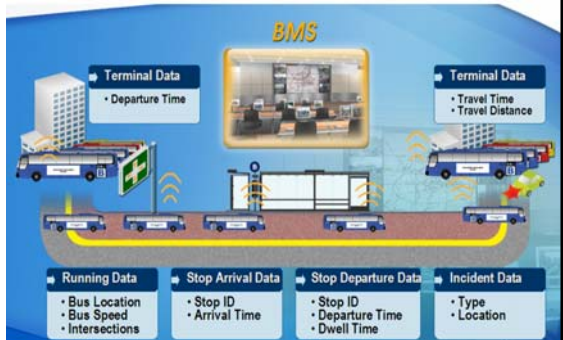 BMS
Terminal Data
• Departure Time
Terminal Data
• Travel Time
• Travel Distance
B
B
Running Data
• Bus Location
• Bus Speed
• Intersections
Stop Arrival Data
• Stop ID
• Arrival Time
Stop Departure Data
• Stop ID
• Departure Time
• Dwell Time
Incident Data
• Type
• Location